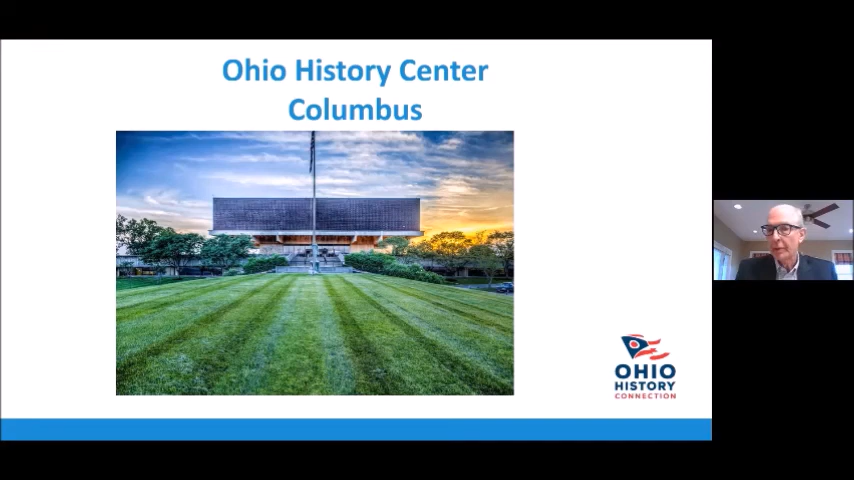 Ohio History Center
Columbus
OHIO
HISTORY
CONNECTION